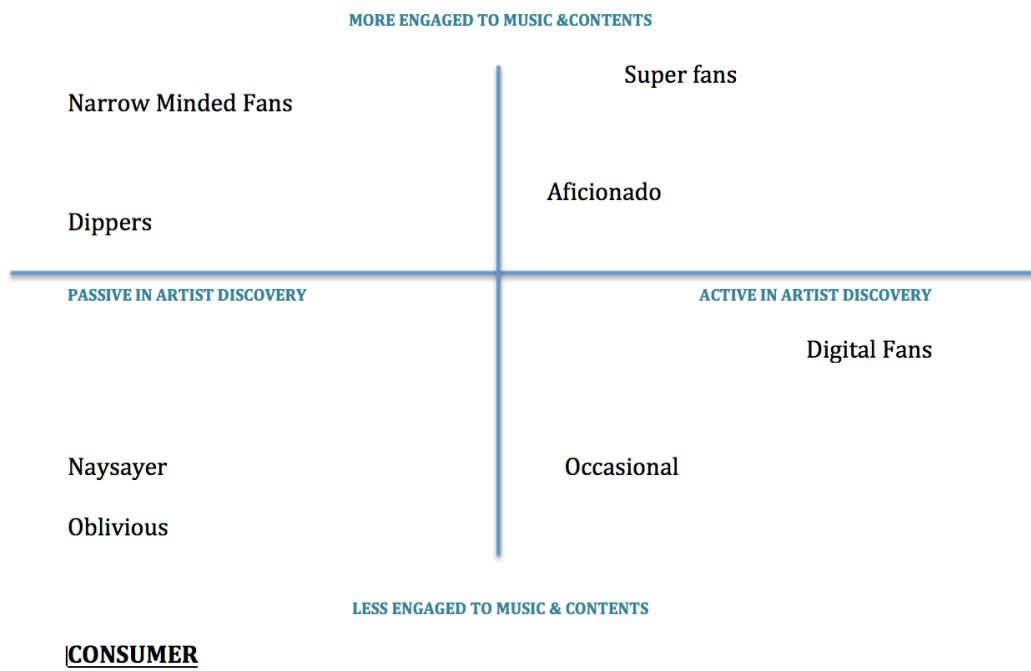 MORE ENGAGED TO MUSIC &CONTENTS
Super fans
Narrow Minded Fans
Aficionado
Dippers
PASSIVE IN ARTIST DISCOVERY
ACTIVE IN ARTIST DISCOVERY
Digital Fans
Naysayer
Occasional
Oblivious
LESS ENGAGED TO MUSIC & CONTENTS
CONSUMER